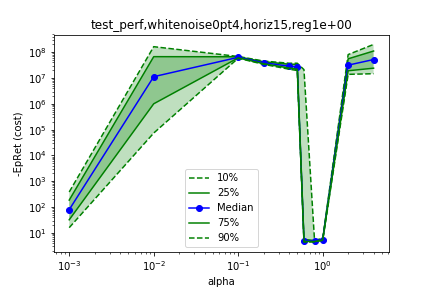 test_perf,whitenoise0pt4,horiz15,reg1e+00
-EpRet (cost)
10⁸
10⁷
10⁶
10⁵
10⁴
10³
10²
10¹
10%
25%
Median
75%
90%
10⁻³ 10⁻² 10⁻¹ 10⁰
alpha